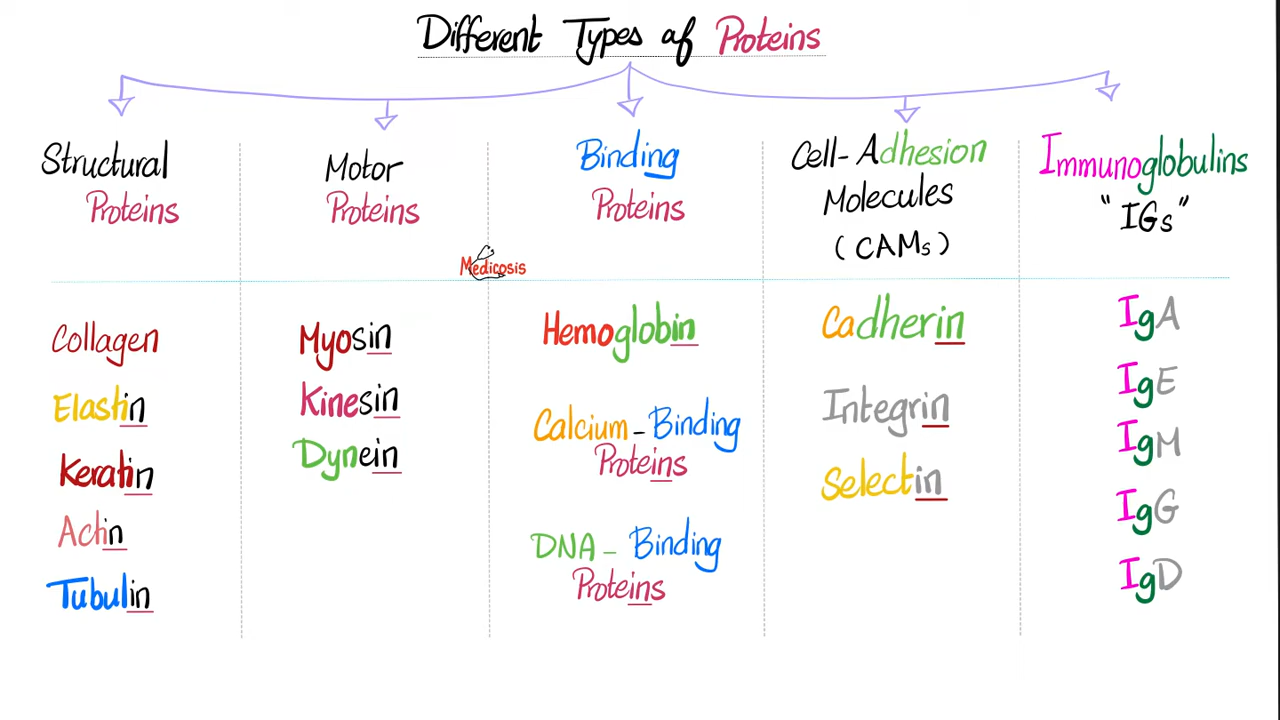 Different Types of Proteins
Structural
Proteins
Motor
Proteins
Binding
Proteins
Cell-Adhesion
Molecules
(CAMs)
Immunoglobulins
"IGs"
Medicosis
Collagen
Elastin
Keratin
Actin
Tubulin
Myosin
Kinesin
Dynein
Hemoglobin
Calcium-Binding
Proteins
DNA-Binding
Proteins
Cadherin
Integrin
Selectin
IgA
IgE
IgM
IgG
IgD